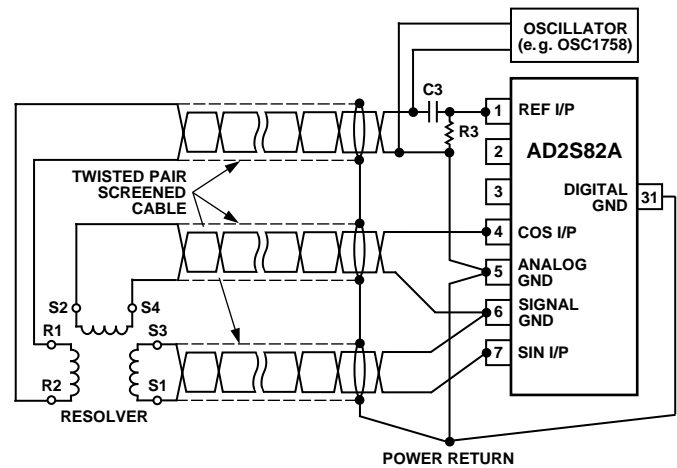 OSCILLATOR
(e. g. OSC1758)
C3
R3
1 REF I/P
2
AD2S82A
3
DIGITAL
GND
31
4 COS I/P
5 ANALOG
GND
6 SIGNAL
GND
7 SIN I/P
TWISTED PAIR
SCREENED
CABLE
S2
S4
R1
S3
R2
S1
RESOLVER
POWER RETURN